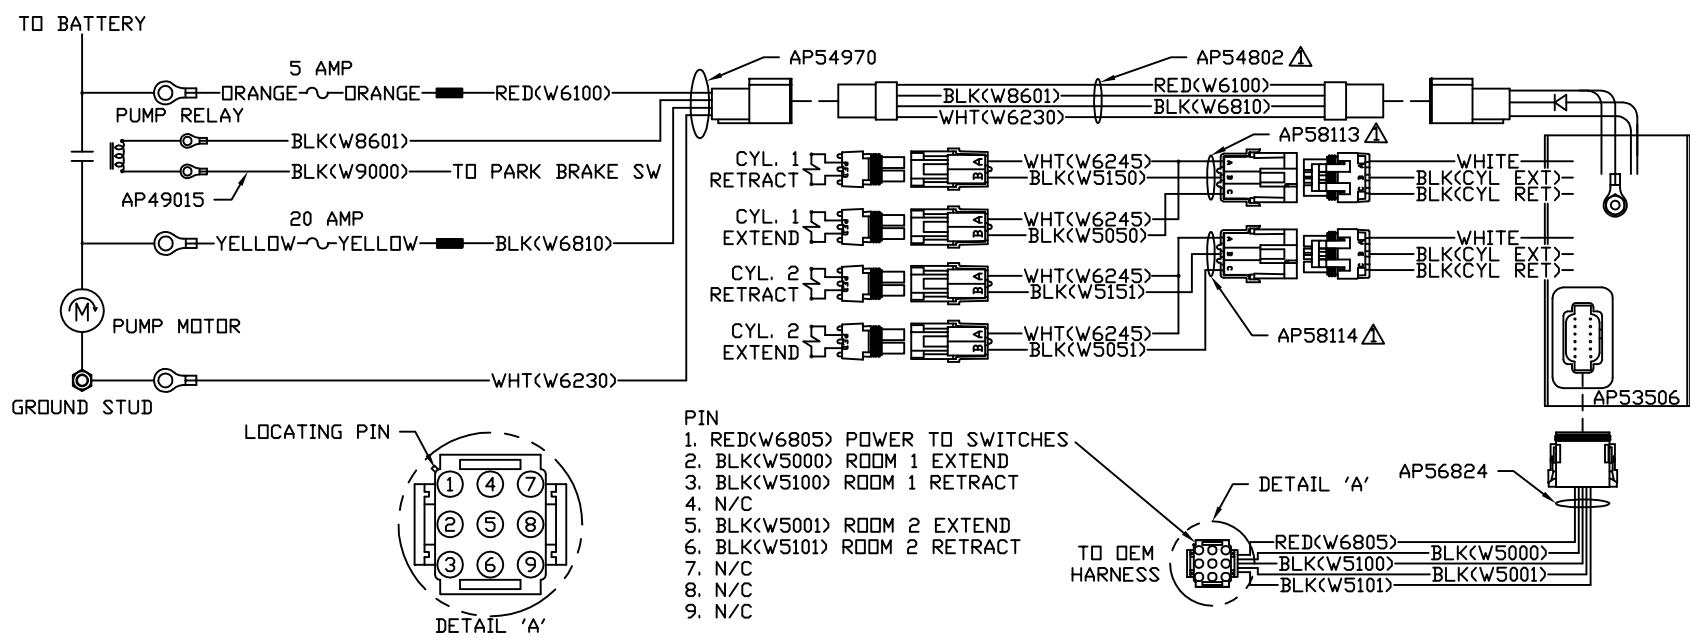 TO BATTERY
5 AMP
ORANGE ORANGE RED(W6100)
PUMP RELAY
BLK(W8601)
BLK(W9000) TO PARK BRAKE SW
AP49015
20 AMP
YELLOW YELLOW BLK(W6810)
M
PUMP MOTOR
WHT(W6230)
GROUND STUD
AP54970
AP54802 1
RED(W6100)
BLK(W8601)
BLK(W6810)
WHT(W6230)
AP58113 1
CYL. 1
RETRACT
A
B
WHT(W6245)
BLK(W5150)
CYL. 1
EXTEND
WHT(W6245)
BLK(W5050)
CYL. 2
RETRACT
A
B
WHT(W6245)
BLK(W5151)
CYL. 2
EXTEND
A
B
WHT(W6245)
BLK(W5051)
A
B
C
WHITE
BLK(CYL EXT)
BLK(CYL RET)
A
B
C
WHITE
BLK(CYL EXT)
BLK(CYL RET)
AP58114 1
AP53506
LOCATING PIN
1 4 7
2 5 8
3 6 9
DETAIL 'A'
PIN
1. RED(W6805) POWER TO SWITCHES
2. BLK(W5000) ROOM 1 EXTEND
3. BLK(W5100) ROOM 1 RETRACT
4. N/C
5. BLK(W5001) ROOM 2 EXTEND
6. BLK(W5101) ROOM 2 RETRACT
7. N/C
8. N/C
9. N/C
AP56824
DETAIL 'A'
TO OEM
HARNESS
RED(W6805)
BLK(W5000)
BLK(W5100)
BLK(W5001)
BLK(W5101)